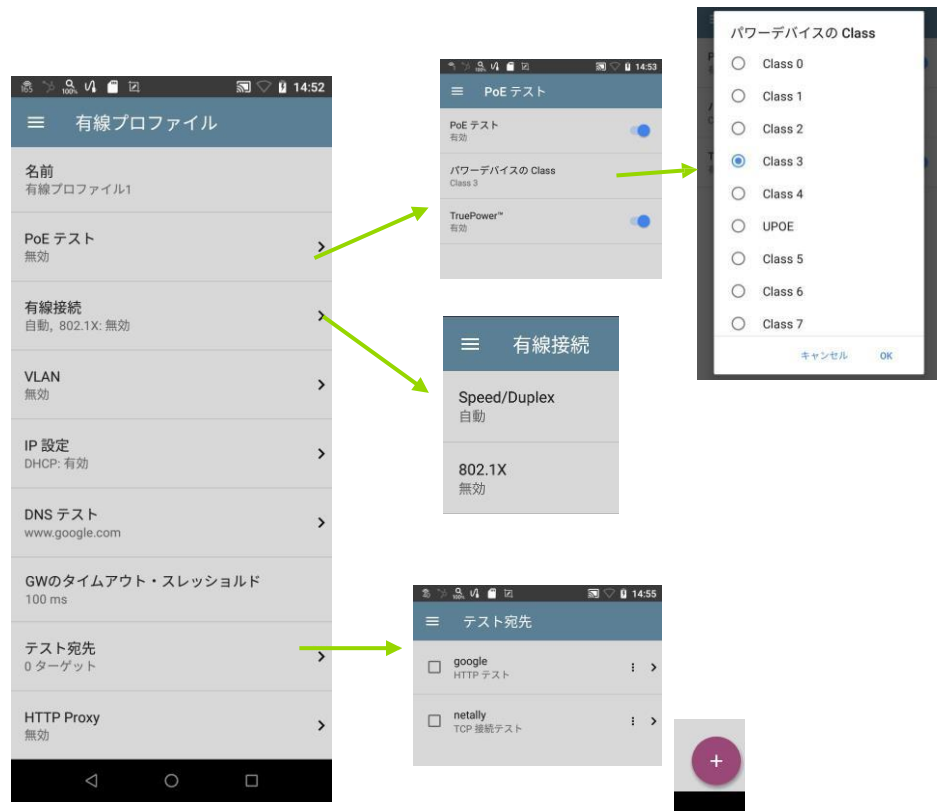 14:52
有線プロファイル
名前
有線プロファイル1
PoE テスト
無効
有線接続
自動, 802.1X: 無効
VLAN
無効
IP 設定
DHCP: 有効
DNS テスト
www.google.com
GWのタイムアウト・スレッショルド
100 ms
テスト宛先
0 ターゲット
HTTP Proxy
無効
14:53
PoE テスト
PoE テスト
有効
パワーデバイスの Class
Class 3
TruePower™
有効
パワーデバイスの Class
Class 0
Class 1
Class 2
Class 3
Class 4
UPOE
Class 5
Class 6
Class 7
キャンセル OK
有線接続
Speed/Duplex
自動
802.1X
無効
14:55
テスト宛先
google
HTTP テスト
netally
TCP 接続テスト
+